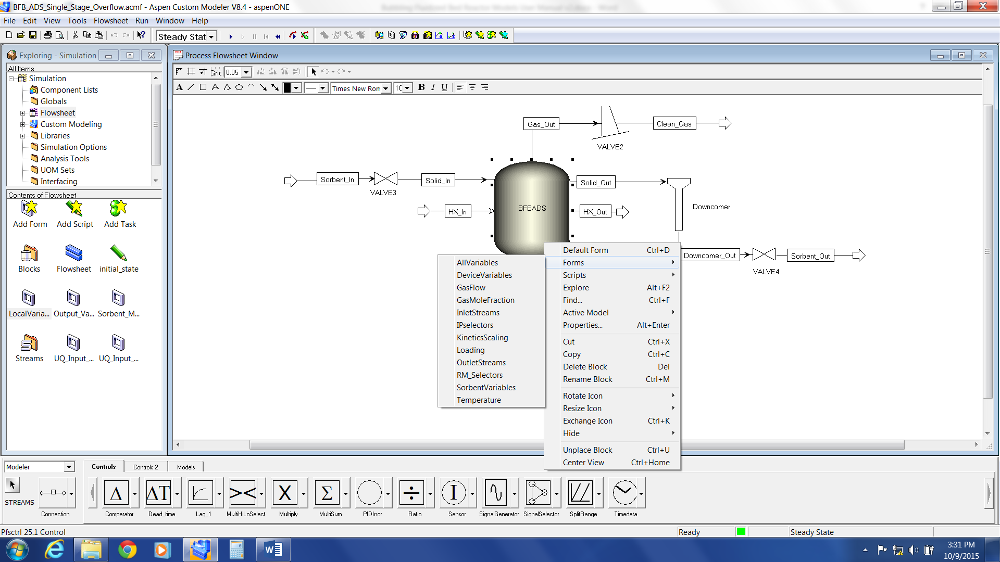 BFB_ADS_Single_Stage_Overflow.acmf - Aspen Custom Modeler V8.4 - aspenONE
File Edit View Tools Flowsheet Run Window Help
Steady Stat
Exploring - Simulation
All Items
Simulation
Component Lists
Globals
Flowsheet
Custom Modeling
Libraries
Simulation Options
Analysis Tools
UOM Sets
Interfacing
Contents of Flowsheet
Add Form Add Script Add Task
Blocks Flowsheet initial_state
LocalVaria... Output_Va... Sorbent_M...
Streams UQ_Input_... UQ_Input_...
Process Flowsheet Window
Gric 0.05
A Times New Rom 10 B I U
Gas_Out Clean_Gas
VALVE2
Sorbent_In Solid_In Solid_Out
VALVE3
HX_In BFBADS HX_Out Downcomer
Downcomer_Out Sorbent_Out
VALVE4
Default Form Ctrl+D
Forms
Scripts
Explore Alt+F2
Find... Ctrl+F
Active Model
Properties... Alt+Enter
Cut Ctrl+X
Copy Ctrl+C
Delete Block Del
Rename Block Ctrl+M
Rotate Icon
Resize Icon
Exchange Icon Ctrl+K
Hide
Unplace Block Ctrl+U
Center View Ctrl+Home
AllVariables
DeviceVariables
GasFlow
GasMoleFraction
InletStreams
IPselectors
KineticsScaling
Loading
OutletStreams
RM_Selectors
SorbentVariables
Temperature
Modeler Controls Controls 2 Models
STREAMS
Δ ΔT >< X Σ ÷ I
Connection Comparator Dead_time Lag_1 MultiHiLoSelect Multiply MultiSum PIDIncr Ratio Sensor SignalGenerator SignalSelector SplitRange Timedata
Pfsctrl 25.1 Control Ready Steady State
3:31 PM
10/9/2015